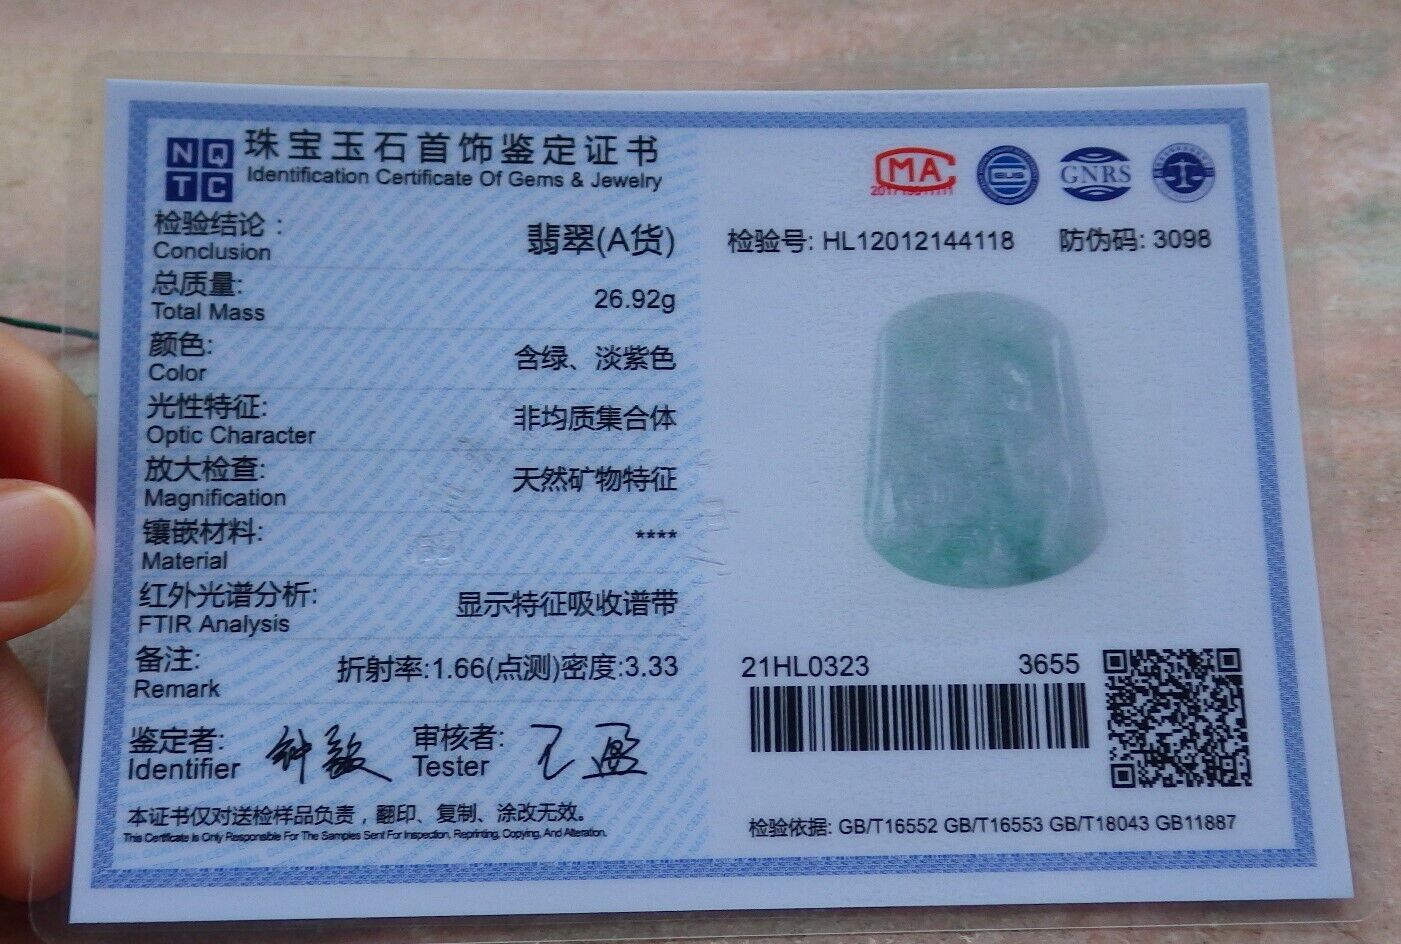 NQ
TC
珠宝玉石首饰鉴定证书
Identification Certificate Of Gems & Jewelry
检验结论：
Conclusion
翡翠(A货)
总质量:
Total Mass
26.92g
颜色:
Color
含绿、淡紫色
光性特征:
Optic Character
非均质集合体
放大检查:
Magnification
天然矿物特征
镶嵌材料:
Material
****
红外光谱分析:
FTIR Analysis
显示特征吸收谱带
备注:
Remark
折射率:1.66(点测)密度:3.33
鉴定者:
Identifier
审核者:
Tester
本证书仅对送检样品负责，翻印、复制、涂改无效。
This Certificate is Only Responsible For The Samples Sent For Inspection, Reprinting, Copying, And Alteration.
MA
GNRS
检验号: HL12012144118 防伪码: 3098
21HL0323 3655
检验依据: GB/T16552 GB/T16553 GB/T18043 GB11887